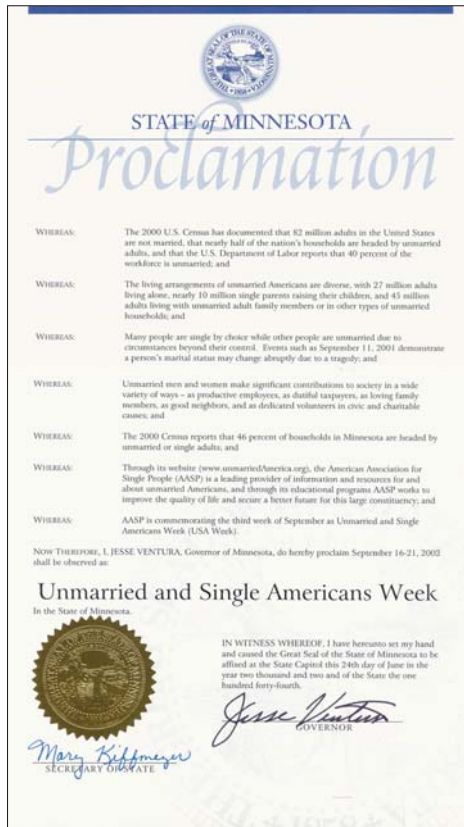 THE GREAT SEAL OF THE STATE OF MINNESOTA
1858
STATE of MINNESOTA
Proclamation
WHEREAS: The 2000 U.S. Census has documented that 82 million adults in the United States
are not married, that nearly half of the nation's households are headed by unmarried
adults, and that the U.S. Department of Labor reports that 40 percent of the
workforce is unmarried; and
WHEREAS: The living arrangements of unmarried Americans are diverse, with 27 million adults
living alone, nearly 10 million single parents raising their children, and 45 million
adults living with unmarried adult family members or in other types of unmarried
households; and
WHEREAS: Many people are single by choice while other people are unmarried due to
circumstances beyond their control. Events such as September 11, 2001 demonstrate
a person's marital status may change abruptly due to a tragedy; and
WHEREAS: Unmarried men and women make significant contributions to society in a wide
variety of ways – as productive employees, as dutiful taxpayers, as loving family
members, as good neighbors, and as dedicated volunteers in civic and charitable
causes; and
WHEREAS: The 2000 Census reports that 46 percent of households in Minnesota are headed by
unmarried or single adults; and
WHEREAS: Through its website (www.unmarriedAmerica.org), the American Association for
Single People (AASP) is a leading provider of information and resources for and
about unmarried Americans, and through its educational programs AASP works to
improve the quality of life and secure a better future for this large constituency; and
WHEREAS: AASP is commemorating the third week of September as Unmarried and Single
Americans Week (USA Week).
NOW THEREFORE, I, JESSE VENTURA, Governor of Minnesota, do hereby proclaim September 16-21, 2002
shall be observed as:
Unmarried and Single Americans Week
In the State of Minnesota.
IN WITNESS WHEREOF, I have hereunto set my hand
and caused the Great Seal of the State of Minnesota to be
affixed at the State Capitol this 24th day of June in the
year two thousand and two and of the State the one
hundred forty-fourth.
Jesse Ventura
GOVERNOR
Mary Kiffmeyer
SECRETARY OF STATE